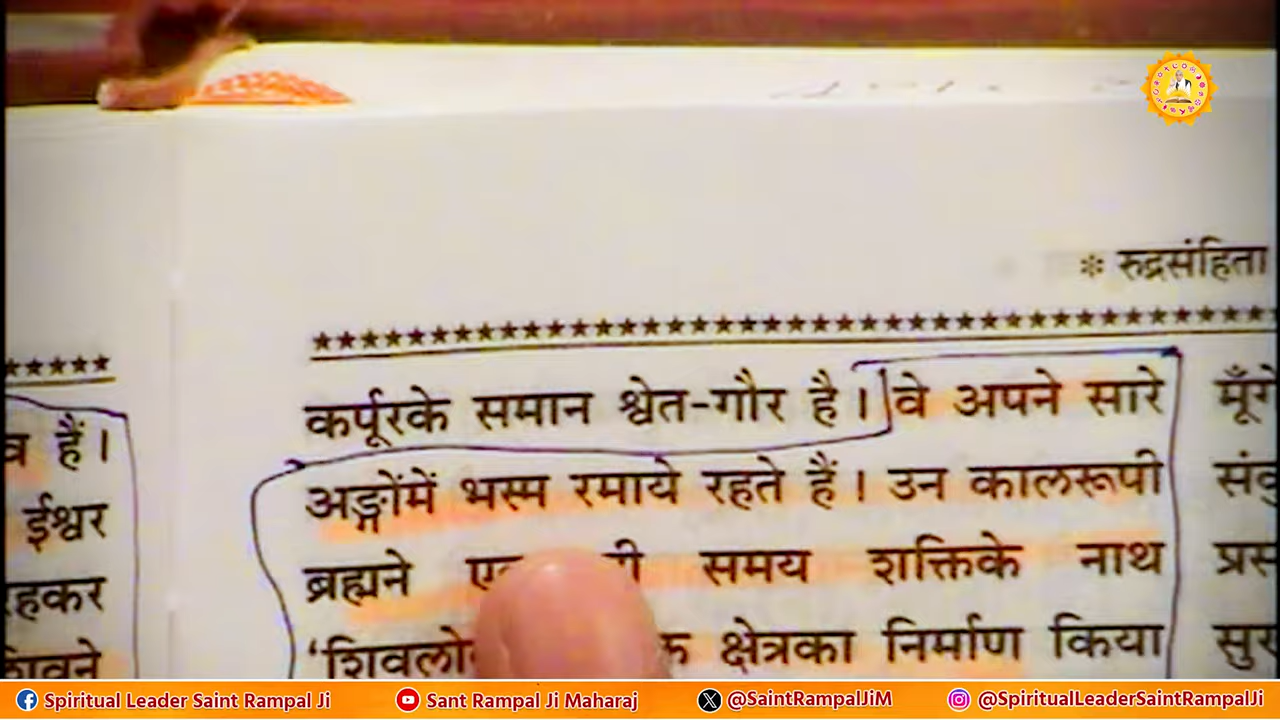 * रुद्रसंहिता
व हैं।
ईश्वर
रहकर
शिवने
कर्पूरके समान श्वेत-गौर है। वे अपने सारे
अङ्गोंमें भस्म रमाये रहते हैं। उन कालरूपी
ब्रह्मने समय शक्तिके नाथ
क्षेत्रका निर्माण किया
मूँगे
Spiritual Leader Saint Rampal Ji
Sant Rampal Ji Maharaj
@SaintRampalJiM
@SpiritualLeaderSaintRampalJi